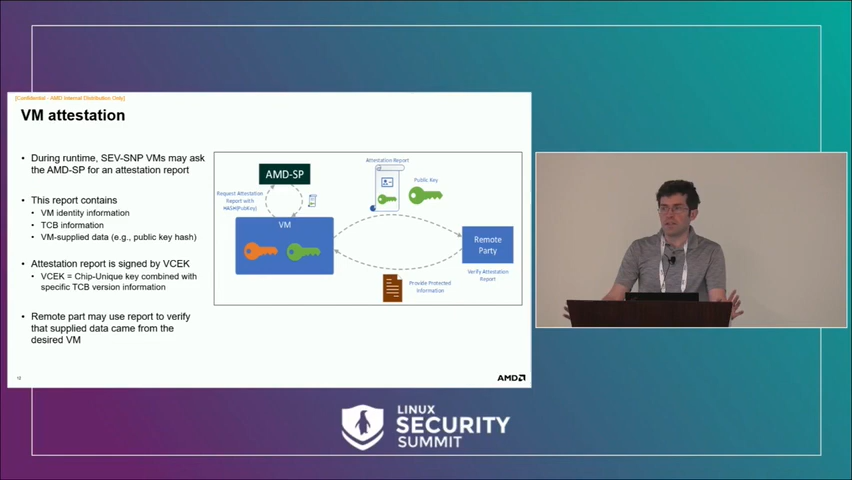 [Confidential - AMD Internal Distribution Only]
VM attestation
• During runtime, SEV-SNP VMs may ask
the AMD-SP for an attestation report
• This report contains
• VM identity information
• TCB information
• VM-supplied data (e.g., public key hash)
• Attestation report is signed by VCEK
• VCEK = Chip-Unique key combined with
specific TCB version information
• Remote part may use report to verify
that supplied data came from the
desired VM
AMD-SP
Request Attestation
Report with
HASH(PubKey)
VM
Attestation Report
Public Key
Remote
Party
Verify Attestation
Report
Provide Protected
Information
AMD
LINUX
SECURITY
SUMMIT